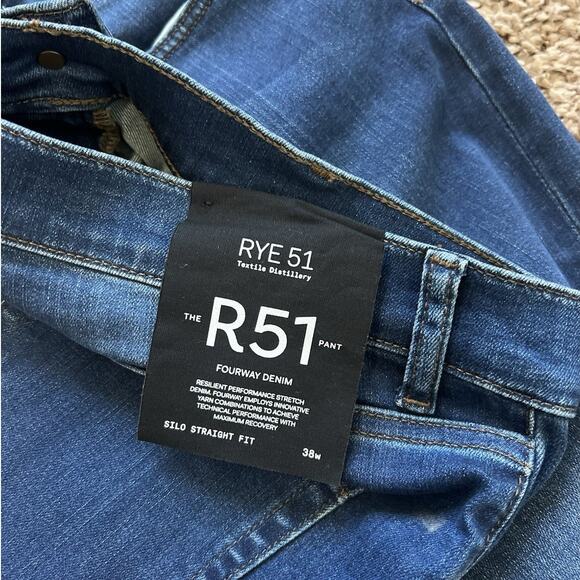 RYE 51
Textile Distillery
THE R51 PANT
FOURWAY DENIM
RESILIENT PERFORMANCE STRETCH
DENIM. FOURWAY EMPLOYS INNOVATIVE
YARN COMBINATIONS TO ACHIEVE
TECHNICAL PERFORMANCE WITH
MAXIMUM RECOVERY
SILO STRAIGHT FIT 38W